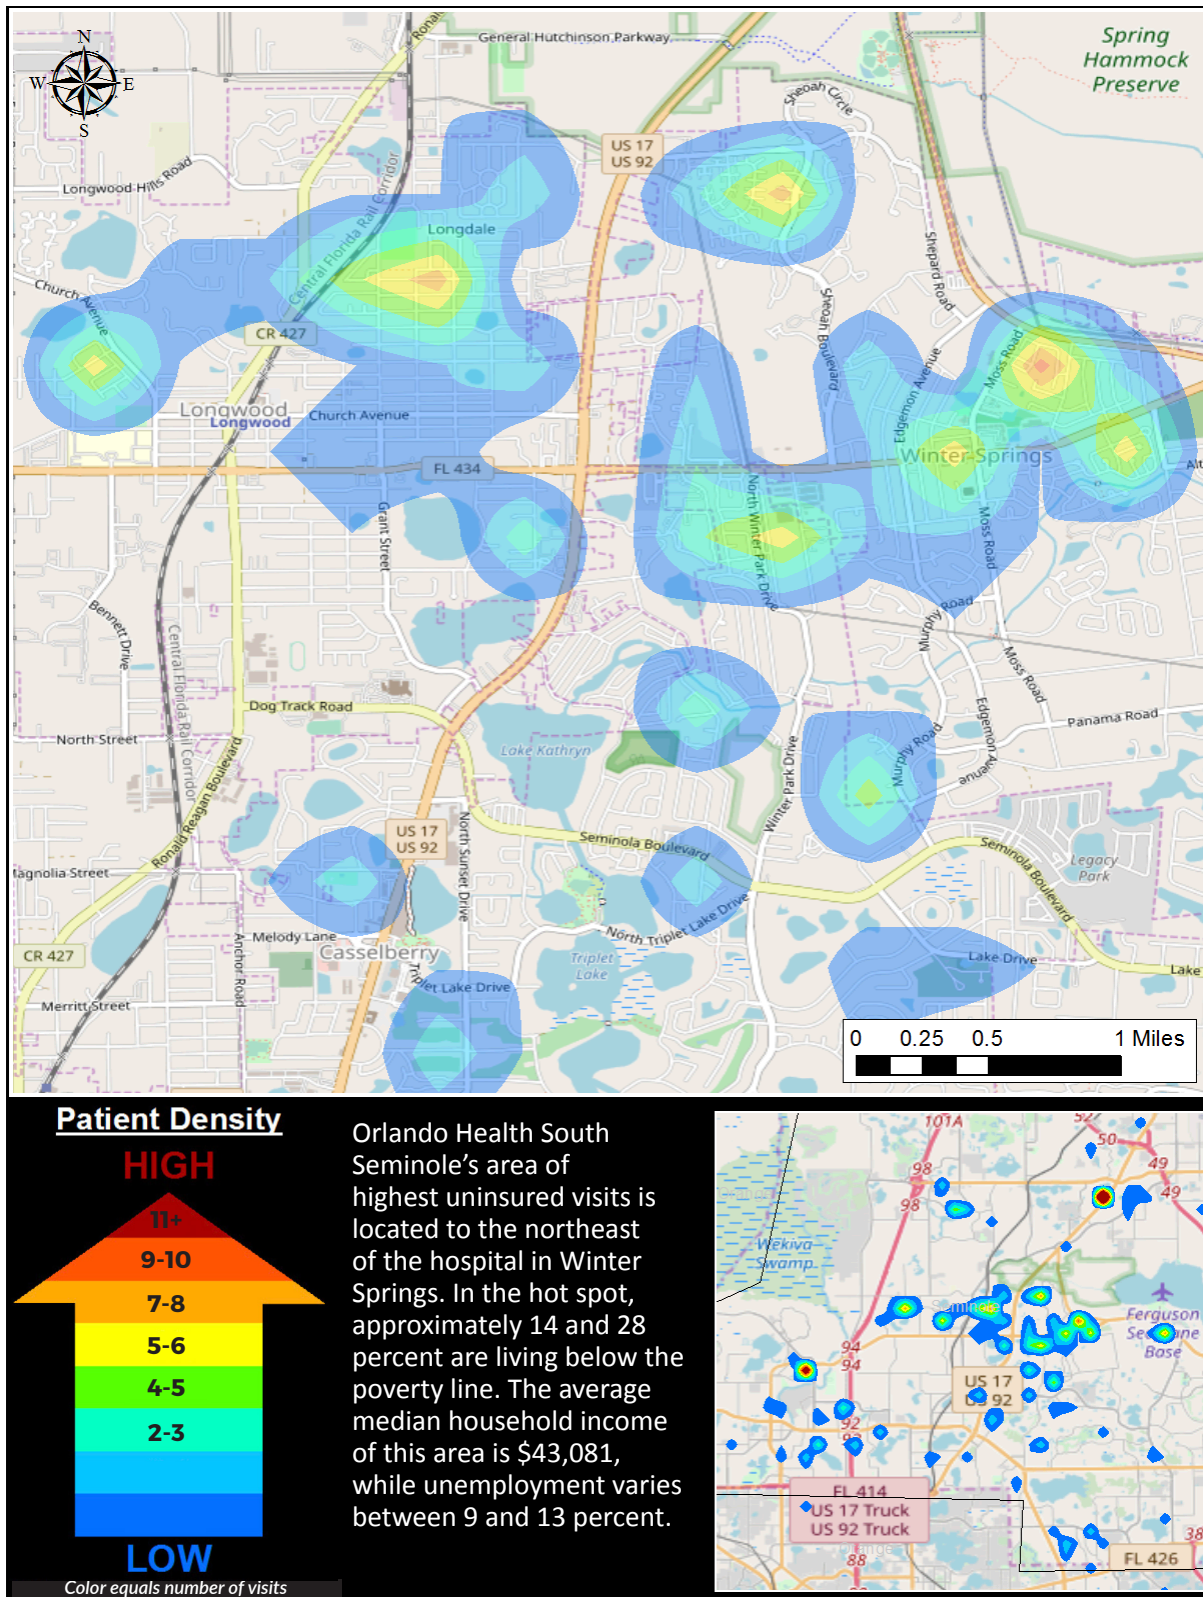 N
W
E
S
Ronal
General Hutchinson Parkway
Spring
Hammock
Preserve
Sheoah Circle
US 17
US 92
Longwood Hills Road
Central Florida Rail Corridor
Longdale
Shepard Road
Church Avenue
CR 427
Sheoah Boulevard
Moss Road
Edgemon Avenue
Longwood
Longwood
Church Avenue
Winter Springs
FL 434
Alt
Grant Street
North Winter Park Drive
Moss Road
Bennett Drive
Central Florida Rail Corridor
Murphy Road
Moss Road
Dog Track Road
Edgemon Avenue
Panama Road
North Street
Lake Kathryn
Murphy Road
Winter Park Drive
Ronald Reagan Boulevard
US 17
US 92
North Sunset Drive
Seminola Boulevard
Seminola Boulevard
Legacy
Park
Magnolia Street
North Triplet Lake Drive
Melody Lane
Casselberry
Anchor Road
CR 427
Triplet
Lake
Lake Drive
Lake
Triplet Lake Drive
Merritt Street
0 0.25 0.5 1 Miles
Patient Density
HIGH
11+
9-10
7-8
5-6
4-5
2-3
LOW
Color equals number of visits
Orlando Health South
Seminole’s area of
highest uninsured visits is
located to the northeast
of the hospital in Winter
Springs. In the hot spot,
approximately 14 and 28
percent are living below the
poverty line. The average
median household income
of this area is $43,081,
while unemployment varies
between 9 and 13 percent.
101A
52
50
98
49
98
49
Wekiva
Swamp
Seminole
Ferguson
Base
94
94
US 17
US 92
92
FL 414
US 17 Truck
US 92 Truck
88
FL 426
38